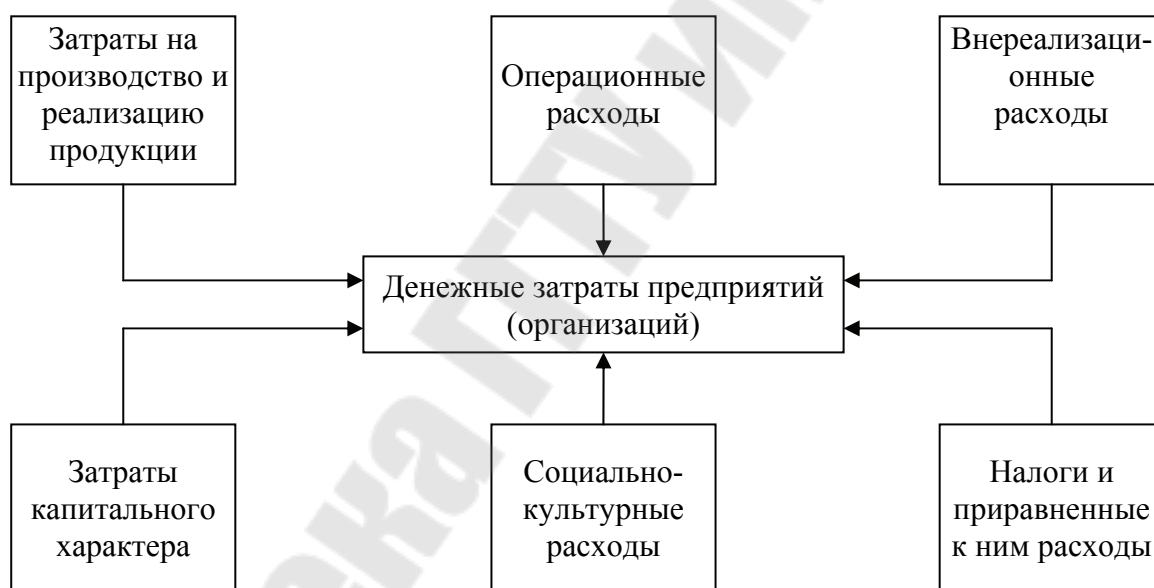 Затраты на
производство и
реализацию
продукции
Операционные
расходы
Внереализаци-
онные
расходы
Денежные затраты предприятий
(организаций)
Затраты
капитального
характера
Социально-
культурные
расходы
Налоги и
приравненные
к ним расходы